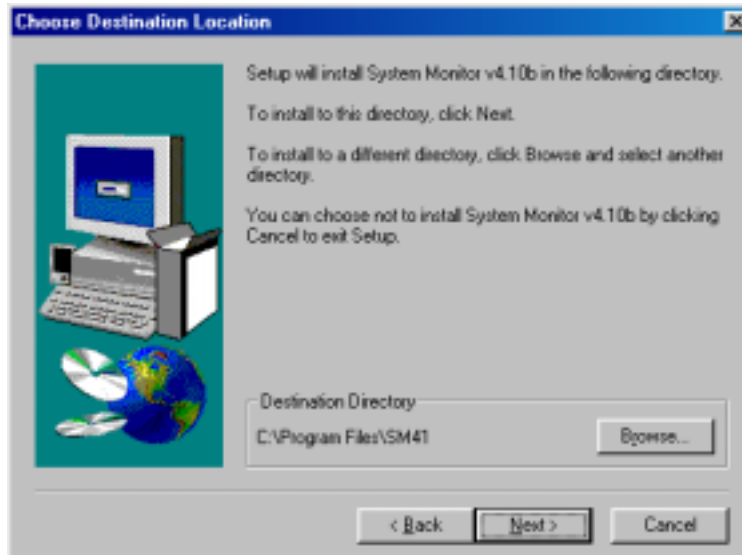 Choose Destination Location
Setup will install System Monitor v4.10b in the following directory.
To install to this directory, click Next.
To install to a different directory, click Browse and select another
directory.
You can choose not to install System Monitor v4.10b by clicking
Cancel to exit Setup.
Destination Directory
C:\Program Files\SM41
Browse...
< Back
Next >
Cancel